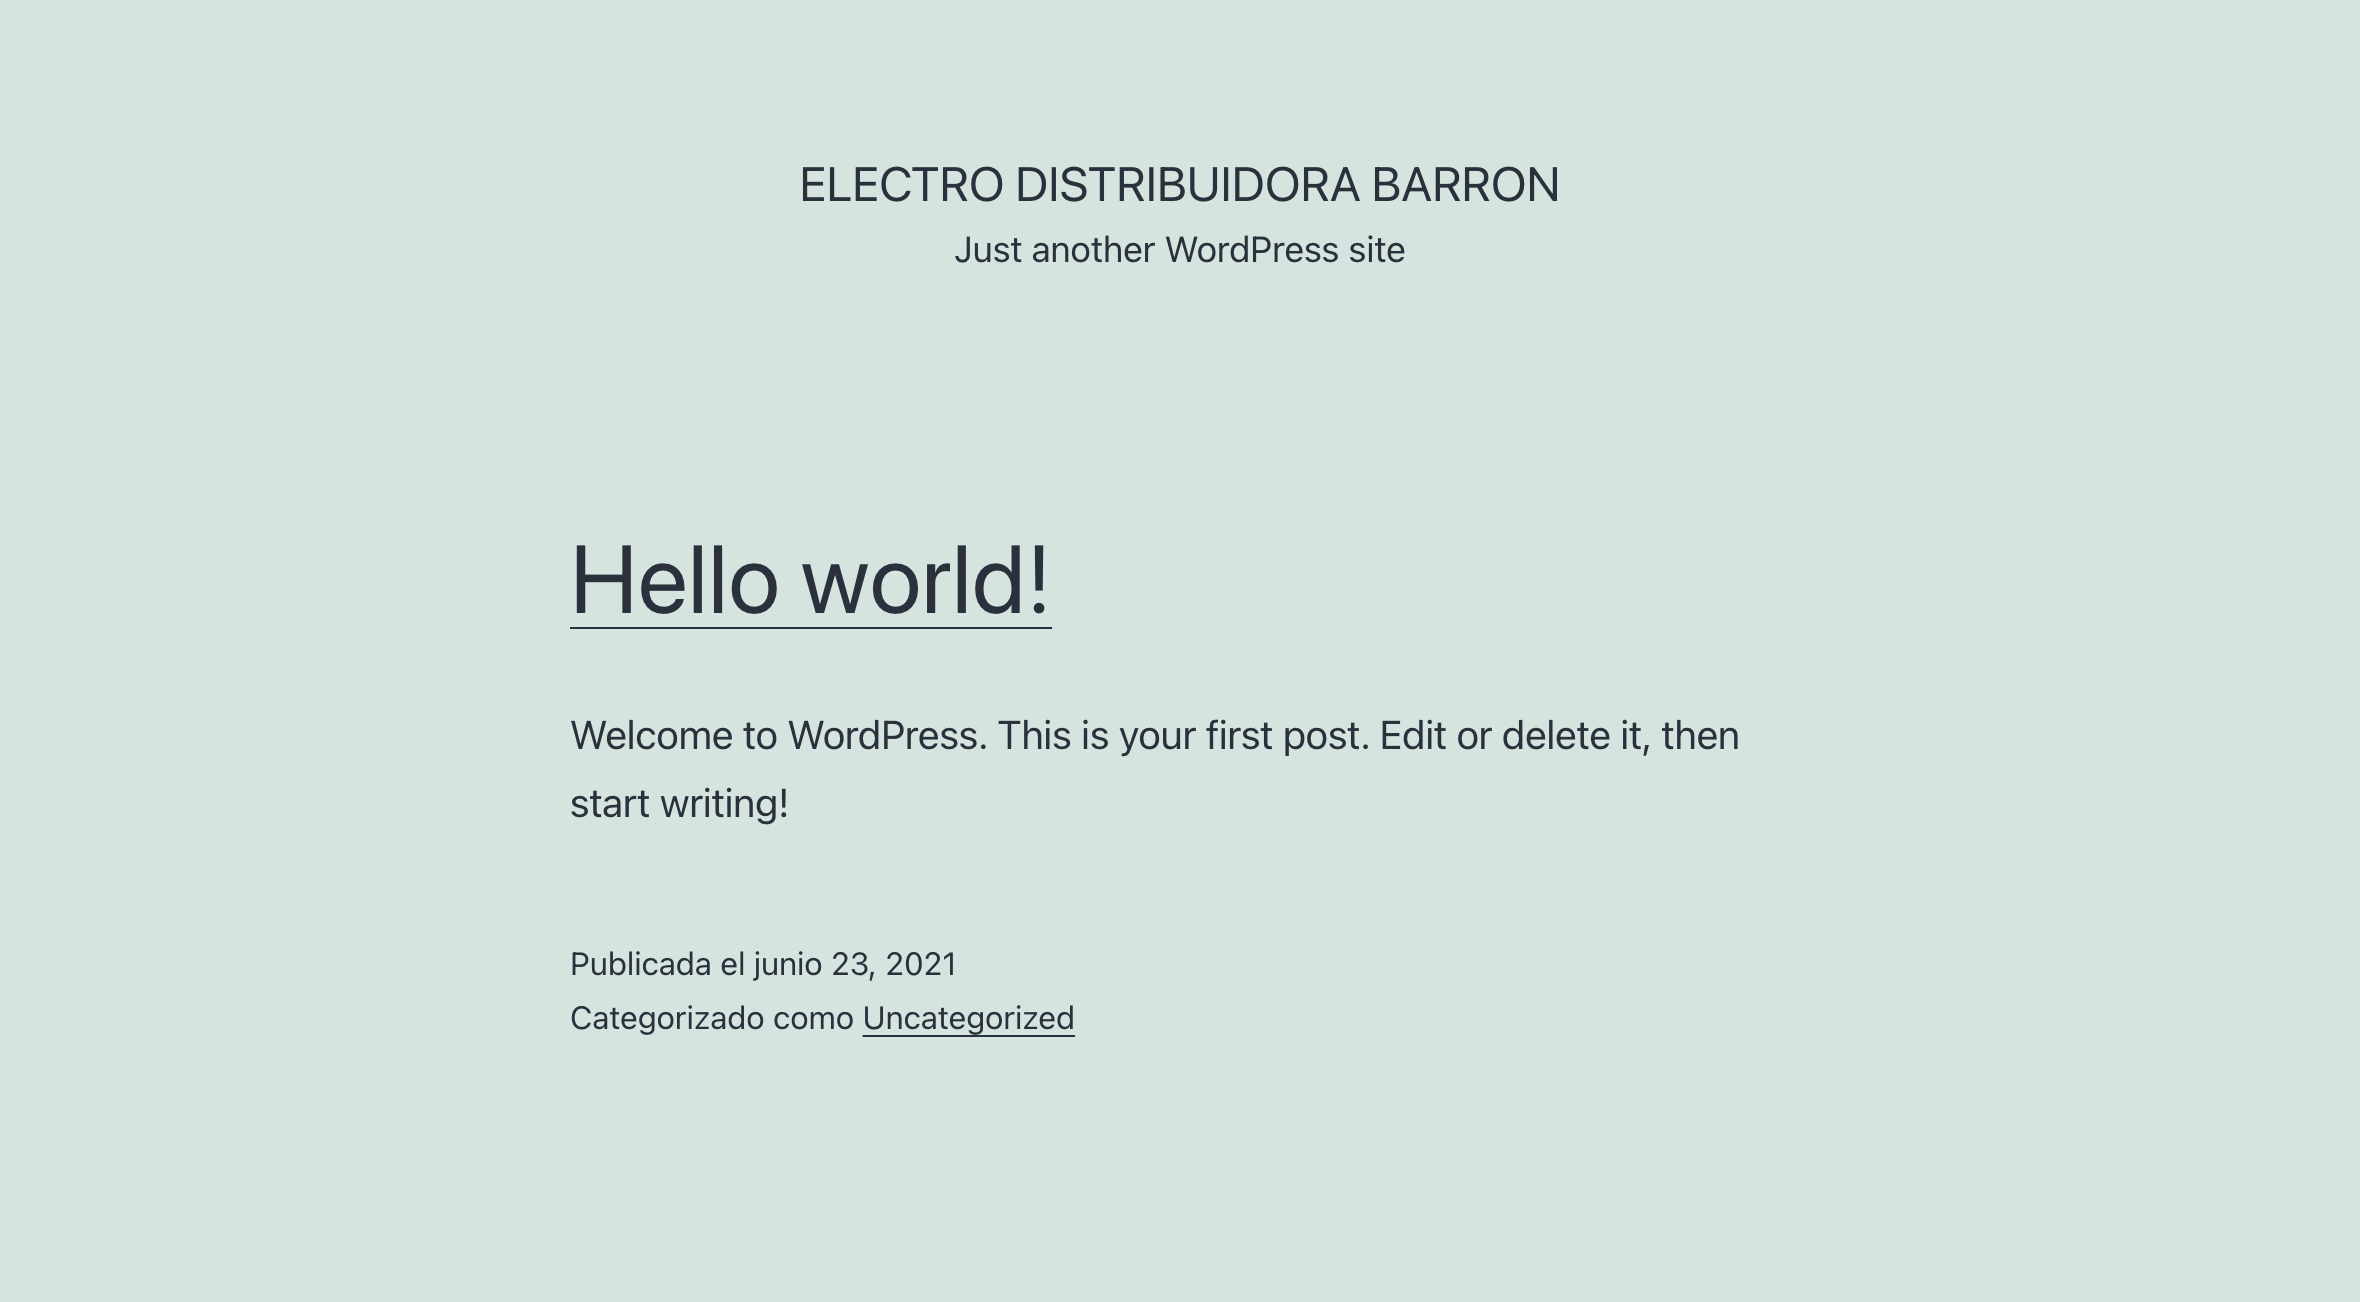 ELECTRO DISTRIBUIDORA BARRON
Just another WordPress site
Hello world!
Welcome to WordPress. This is your first post. Edit or delete it, then
start writing!
Publicada el junio 23, 2021
Categorizado como Uncategorized